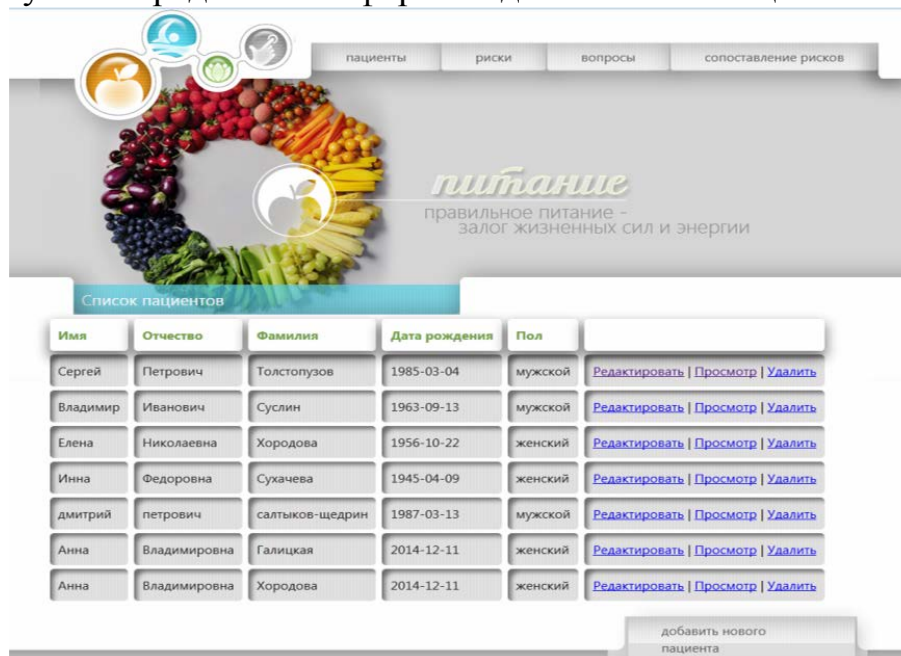 пациенты риски вопросы сопоставление рисков
питание
правильное питание -
залог жизненных сил и энергии
Список пациентов
Имя Отчество Фамилия Дата рождения Пол
Сергей Петрович Толстопузов 1985-03-04 мужской Редактировать | Просмотр | Удалить
Владимир Иванович Суслин 1963-09-13 мужской Редактировать | Просмотр | Удалить
Елена Николаевна Хородова 1956-10-22 женский Редактировать | Просмотр | Удалить
Инна Федоровна Сухачева 1945-04-09 женский Редактировать | Просмотр | Удалить
дмитрий петрович салтыков-щедрин 1987-03-13 мужской Редактировать | Просмотр | Удалить
Анна Владимировна Галицкая 2014-12-11 женский Редактировать | Просмотр | Удалить
Анна Владимировна Хородова 2014-12-11 женский Редактировать | Просмотр | Удалить
добавить нового
пациента